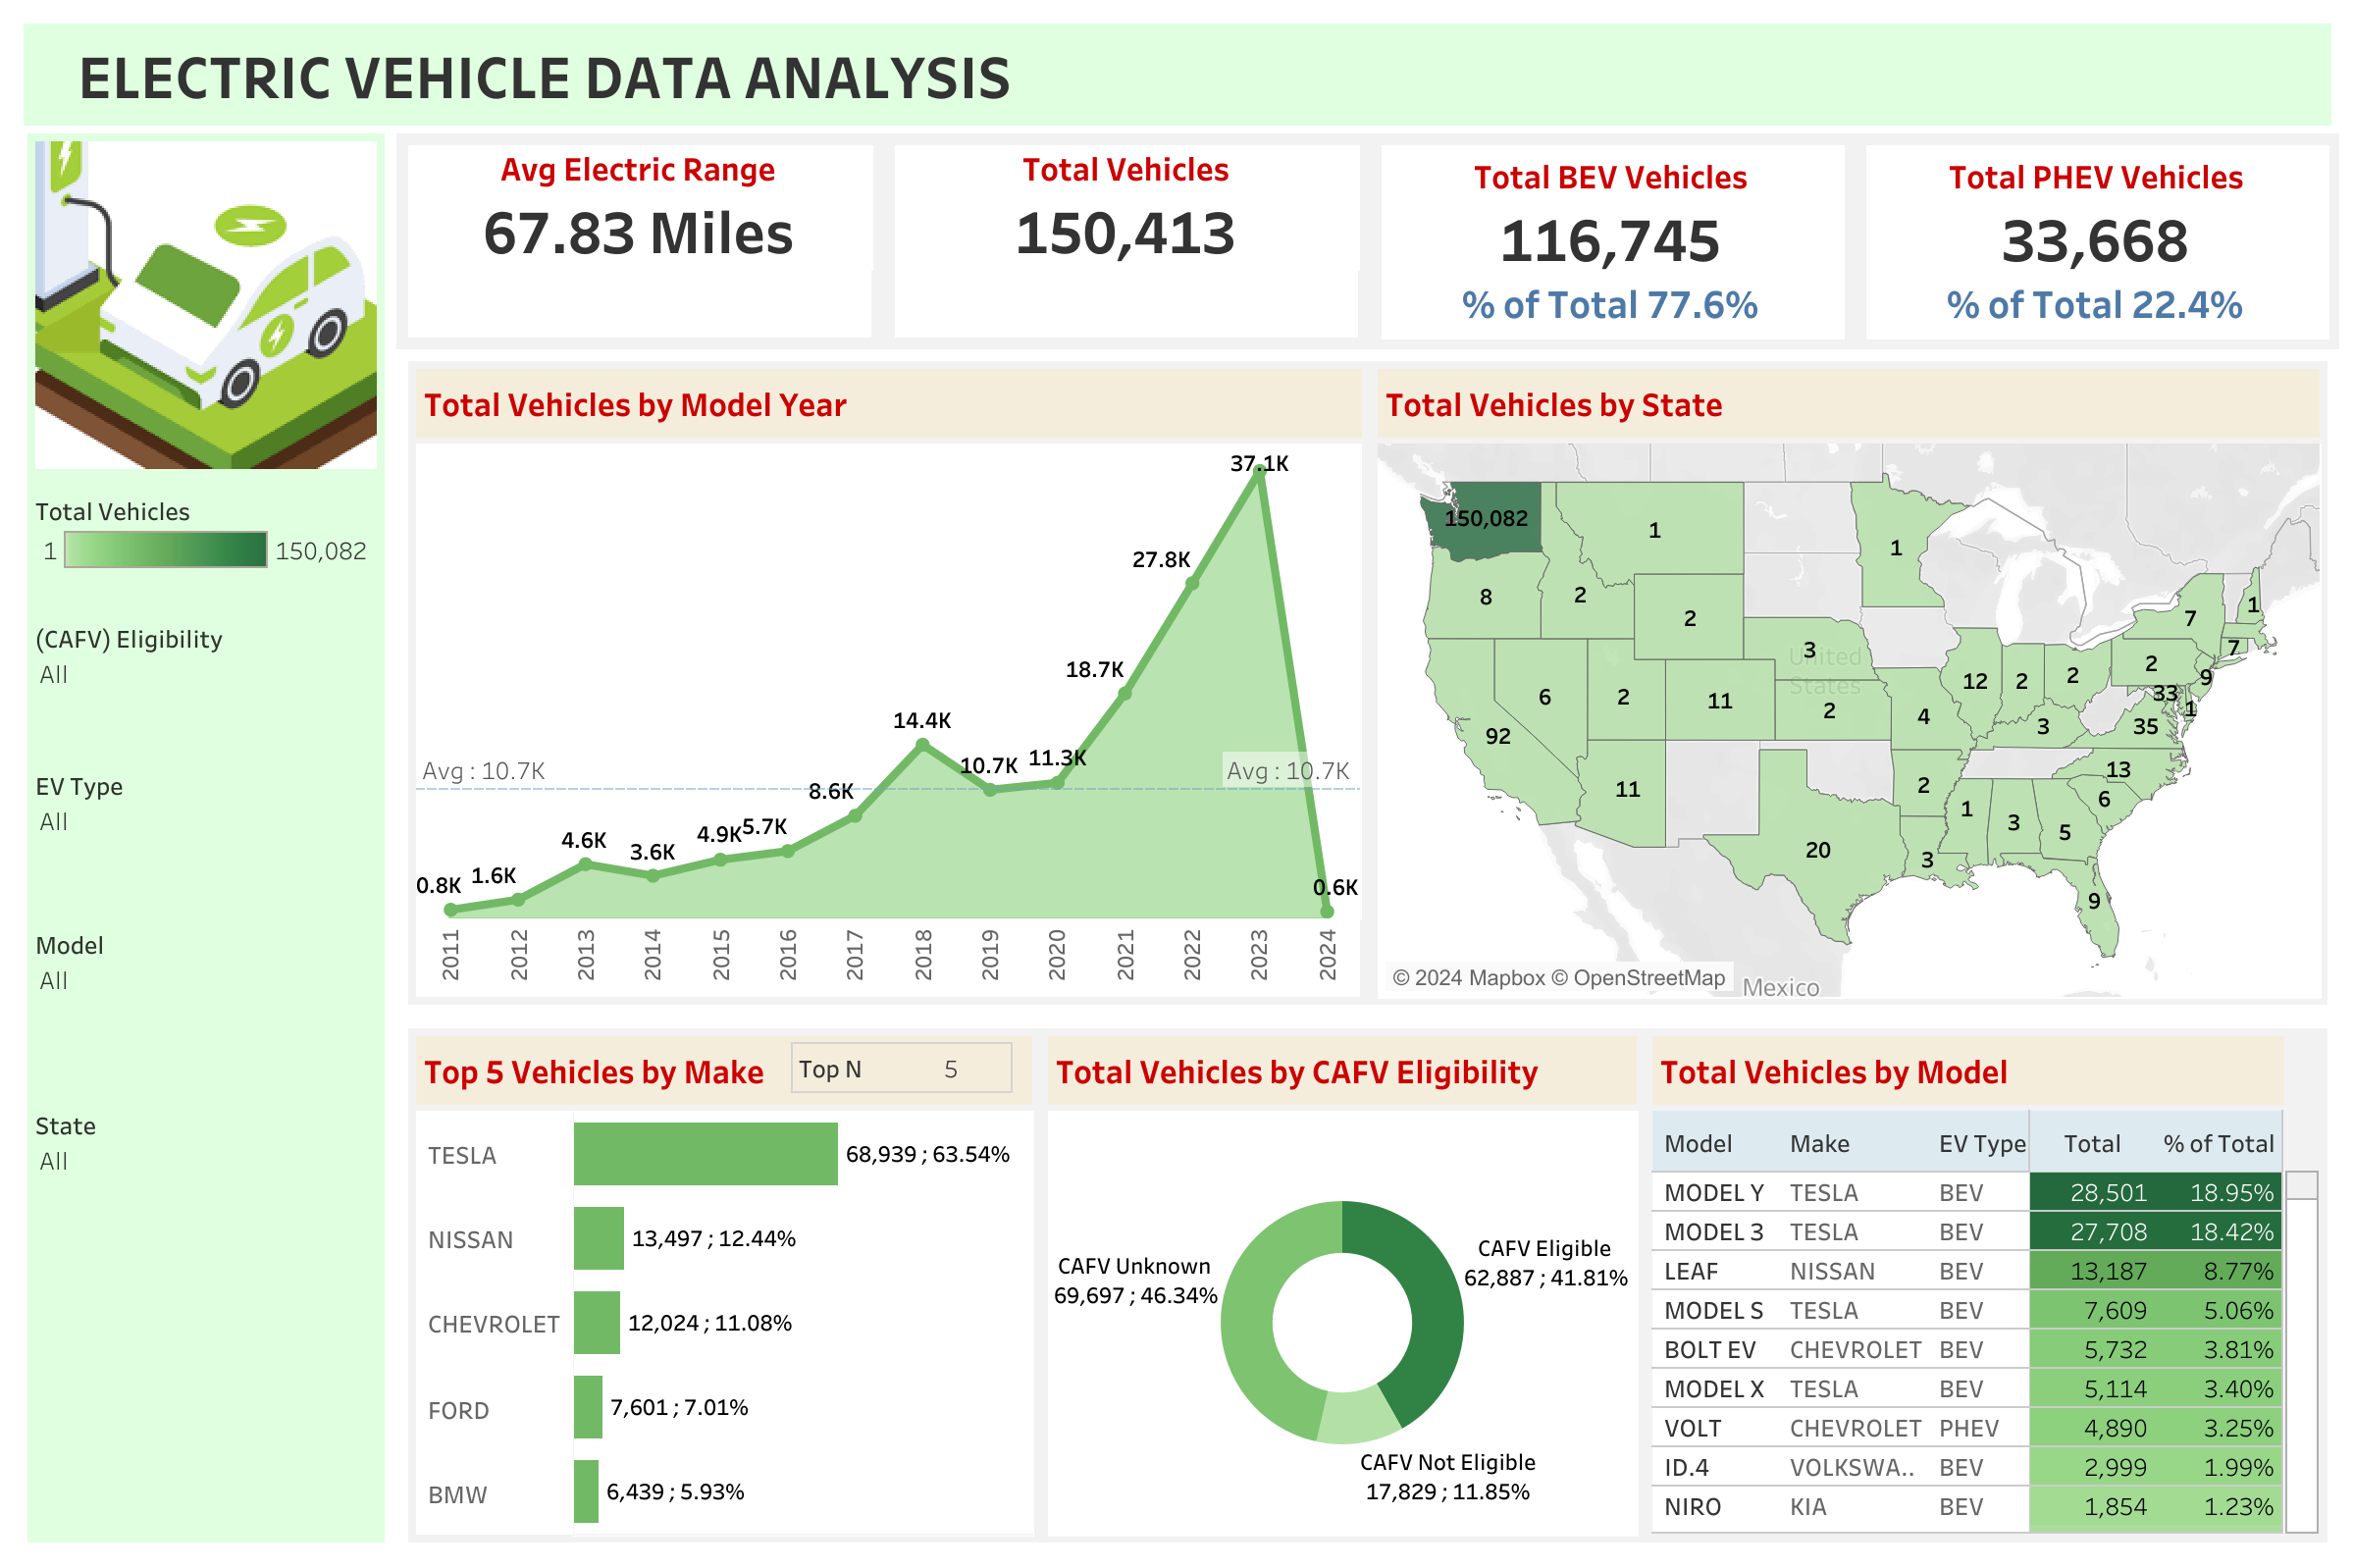 ELECTRIC VEHICLE DATA ANALYSIS
Avg Electric Range
67.83 Miles
Total Vehicles
150,413
Total BEV Vehicles
116,745
% of Total 77.6%
Total PHEV Vehicles
33,668
% of Total 22.4%
Total Vehicles
1 150,082
(CAFV) Eligibility
All
EV Type
All
Model
All
State
All
Total Vehicles by Model Year
37.1K
27.8K
18.7K
14.4K
10.7K 11.3K
Avg : 10.7K Avg : 10.7K
8.6K
4.9K 5.7K
4.6K
3.6K
0.8K 1.6K
0.6K
2011 2012 2013 2014 2015 2016 2017 2018 2019 2020 2021 2022 2023 2024
Total Vehicles by State
150,082
1
1
8
2
2
7
1
3
United
States
7
2
9
92
6
2
11
2
12
2
2
33
1
4
3
35
11
2
13
6
1
3
5
20
3
9
© 2024 Mapbox © OpenStreetMap
Mexico
Top 5 Vehicles by Make
Top N 5
TESLA 68,939 ; 63.54%
NISSAN 13,497 ; 12.44%
CHEVROLET 12,024 ; 11.08%
FORD 7,601 ; 7.01%
BMW 6,439 ; 5.93%
Total Vehicles by CAFV Eligibility
CAFV Unknown
69,697 ; 46.34%
CAFV Eligible
62,887 ; 41.81%
CAFV Not Eligible
17,829 ; 11.85%
Total Vehicles by Model
Model Make EV Type Total % of Total
MODEL Y TESLA BEV 28,501 18.95%
MODEL 3 TESLA BEV 27,708 18.42%
LEAF NISSAN BEV 13,187 8.77%
MODEL S TESLA BEV 7,609 5.06%
BOLT EV CHEVROLET BEV 5,732 3.81%
MODEL X TESLA BEV 5,114 3.40%
VOLT CHEVROLET PHEV 4,890 3.25%
ID.4 VOLKSWA.. BEV 2,999 1.99%
NIRO KIA BEV 1,854 1.23%